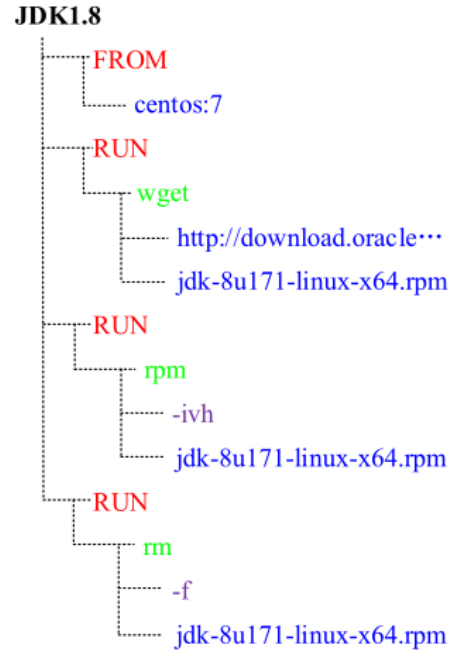 JDK1.8
FROM
centos:7
RUN
wget
http://download.oracle⋯
jdk-8u171-linux-x64.rpm
RUN
rpm
-ivh
jdk-8u171-linux-x64.rpm
RUN
rm
-f
jdk-8u171-linux-x64.rpm